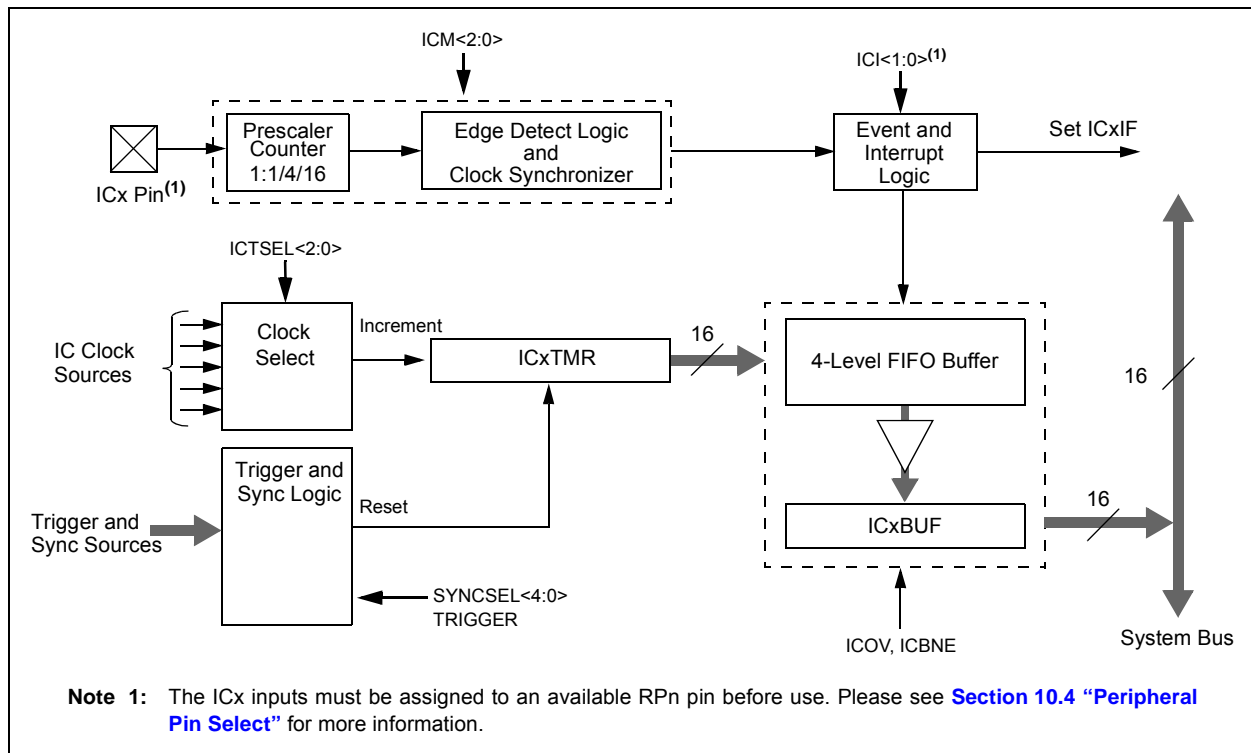 ICM<2:0>
ICI<1:0>(1)
Prescaler
Counter
1:1/4/16
Edge Detect Logic
and
Clock Synchronizer
Event and
Interrupt
Logic
Set ICxIF
ICx Pin(1)
ICTSEL<2:0>
IC Clock
Sources
Clock
Select
Increment
ICxTMR
16
4-Level FIFO Buffer
16
Trigger and
Sync Logic
Reset
Trigger and
Sync Sources
ICxBUF
16
SYNCSEL<4:0>
TRIGGER
ICOV, ICBNE
System Bus
Note 1: The ICx inputs must be assigned to an available RPn pin before use. Please see Section 10.4 “Peripheral
Pin Select” for more information.